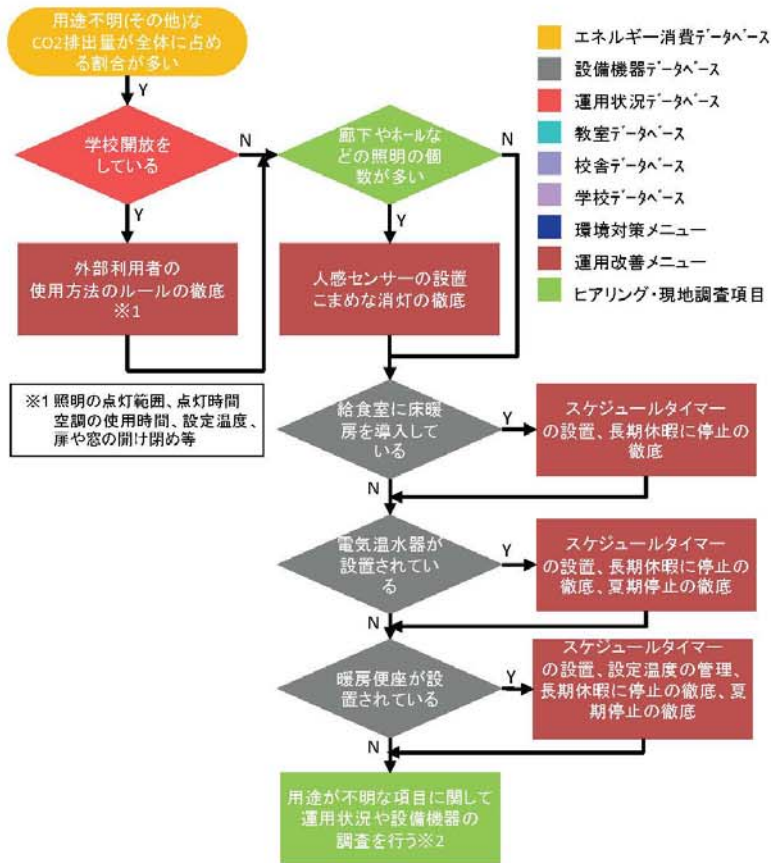 用途不明(その他)な
CO2排出量が全体に占め
る割合が多い
Y
学校開放を
している
N
Y
外部利用者の
使用方法のルールの徹底
※1
※1 照明の点灯範囲、点灯時間
空調の使用時間、設定温度、
扉や窓の開け閉め等
廊下やホールな
どの照明の個
数が多い
N
Y
人感センサーの設置
こまめな消灯の徹底
給食室に床暖
房を導入して
いる
Y
スケジュールタイマー
の設置、長期休暇に停止の
徹底
N
電気温水器が
設置されてい
る
Y
スケジュールタイマー
の設置、長期休暇に停止の
徹底、夏期停止の徹底
N
暖房便座が設
置されている
Y
スケジュールタイマー
の設置、設定温度の管理、
長期休暇に停止の徹底、夏
期停止の徹底
N
用途が不明な項目に関して
運用状況や設備機器の
調査を行う※2
エネルギー消費データベース
設備機器データベース
運用状況データベース
教室データベース
校舎データベース
学校データベース
環境対策メニュー
運用改善メニュー
ヒアリング・現地調査項目